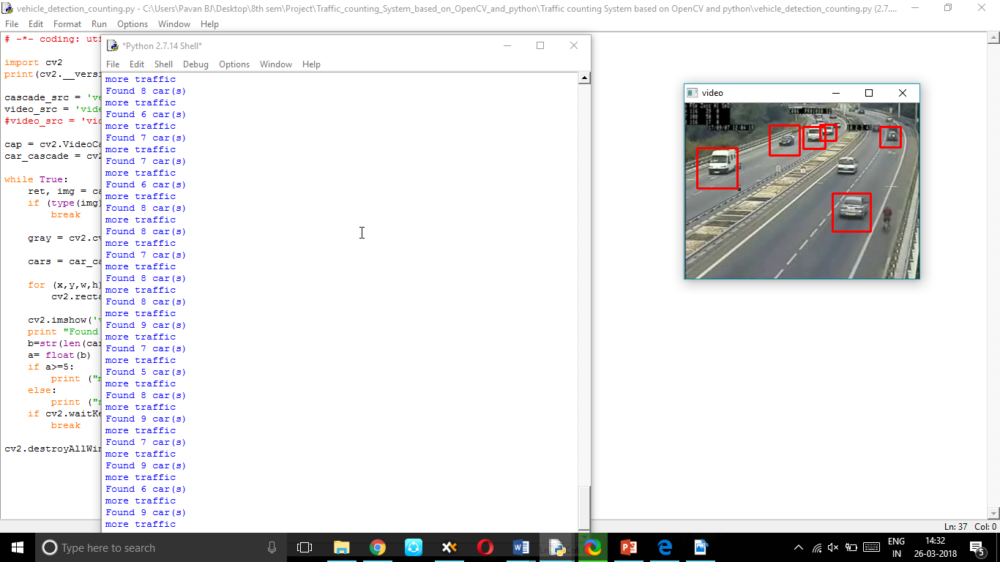 vehicle_detection_counting.py - C:\Users\Pavan BJ\Desktop\8th sem\Project\Traffic_counting_System_based_on_OpenCV_and_python\Traffic counting System based on OpenCV and python\vehicle_detection_counting.py (2.7....
File Edit Format Run Options Window Help
# -*- coding: utf
import cv2
print(cv2.__versi
cascade_src = 've
video_src = 'vide
#video_src = 'vid
cap = cv2.VideoCa
car_cascade = cv2
while True:
ret, img = ca
if (type(img)
break
gray = cv2.cv
cars = car_ca
for (x,y,w,h)
cv2.recta
cv2.imshow('v
print "Found
b=str(len(car
a= float(b)
if a>=5:
print ("m
else:
print ("n
if cv2.waitKe
break
cv2.destroyAllWin
*Python 2.7.14 Shell*
File Edit Shell Debug Options Window Help
more traffic
Found 8 car(s)
more traffic
Found 6 car(s)
more traffic
Found 7 car(s)
more traffic
Found 7 car(s)
more traffic
Found 6 car(s)
more traffic
Found 8 car(s)
more traffic
Found 8 car(s)
more traffic
Found 7 car(s)
more traffic
Found 8 car(s)
more traffic
Found 8 car(s)
more traffic
Found 9 car(s)
more traffic
Found 7 car(s)
more traffic
Found 5 car(s)
more traffic
Found 8 car(s)
more traffic
Found 9 car(s)
more traffic
Found 7 car(s)
more traffic
Found 9 car(s)
more traffic
Found 6 car(s)
more traffic
Found 9 car(s)
more traffic
video
Ln: 37 Col: 0
Type here to search
ENG
IN
14:32
26-03-2018
5